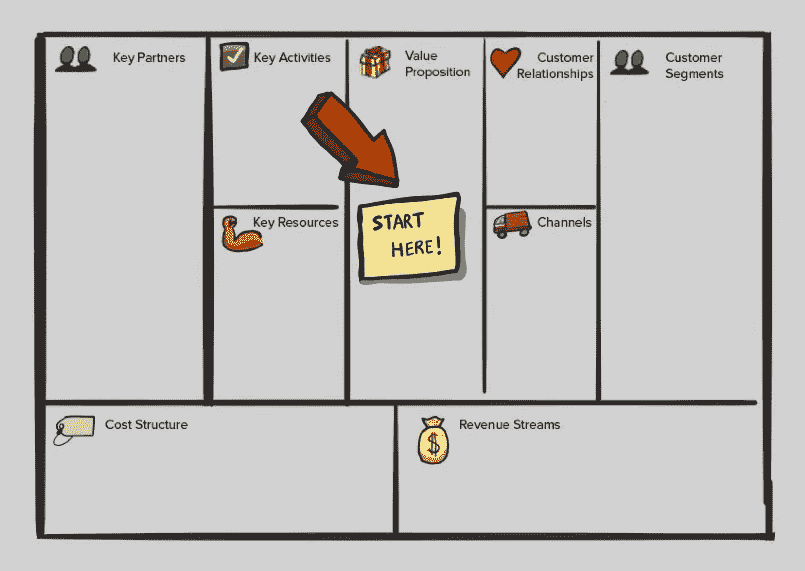 Key Partners
Key Activities
Value
Proposition
Customer
Relationships
Customer
Segments
Key Resources
START
HERE!
Channels
Cost Structure
Revenue Streams
$